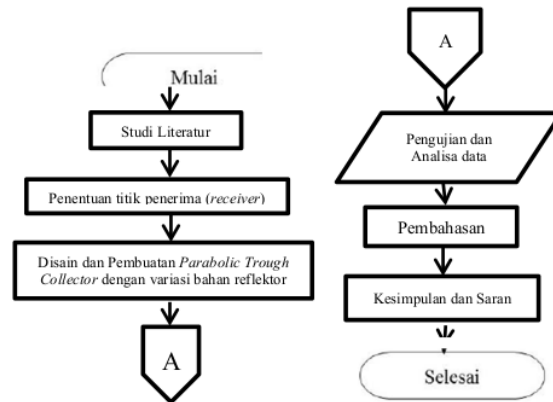 Mulai
Studi Literatur
Penentuan titik penerima (receiver)
Disain dan Pembuatan Parabolic Trough
Collector dengan variasi bahan reflektor
A
A
Pengujian dan
Analisa data
Pembahasan
Kesimpulan dan Saran
Selesai